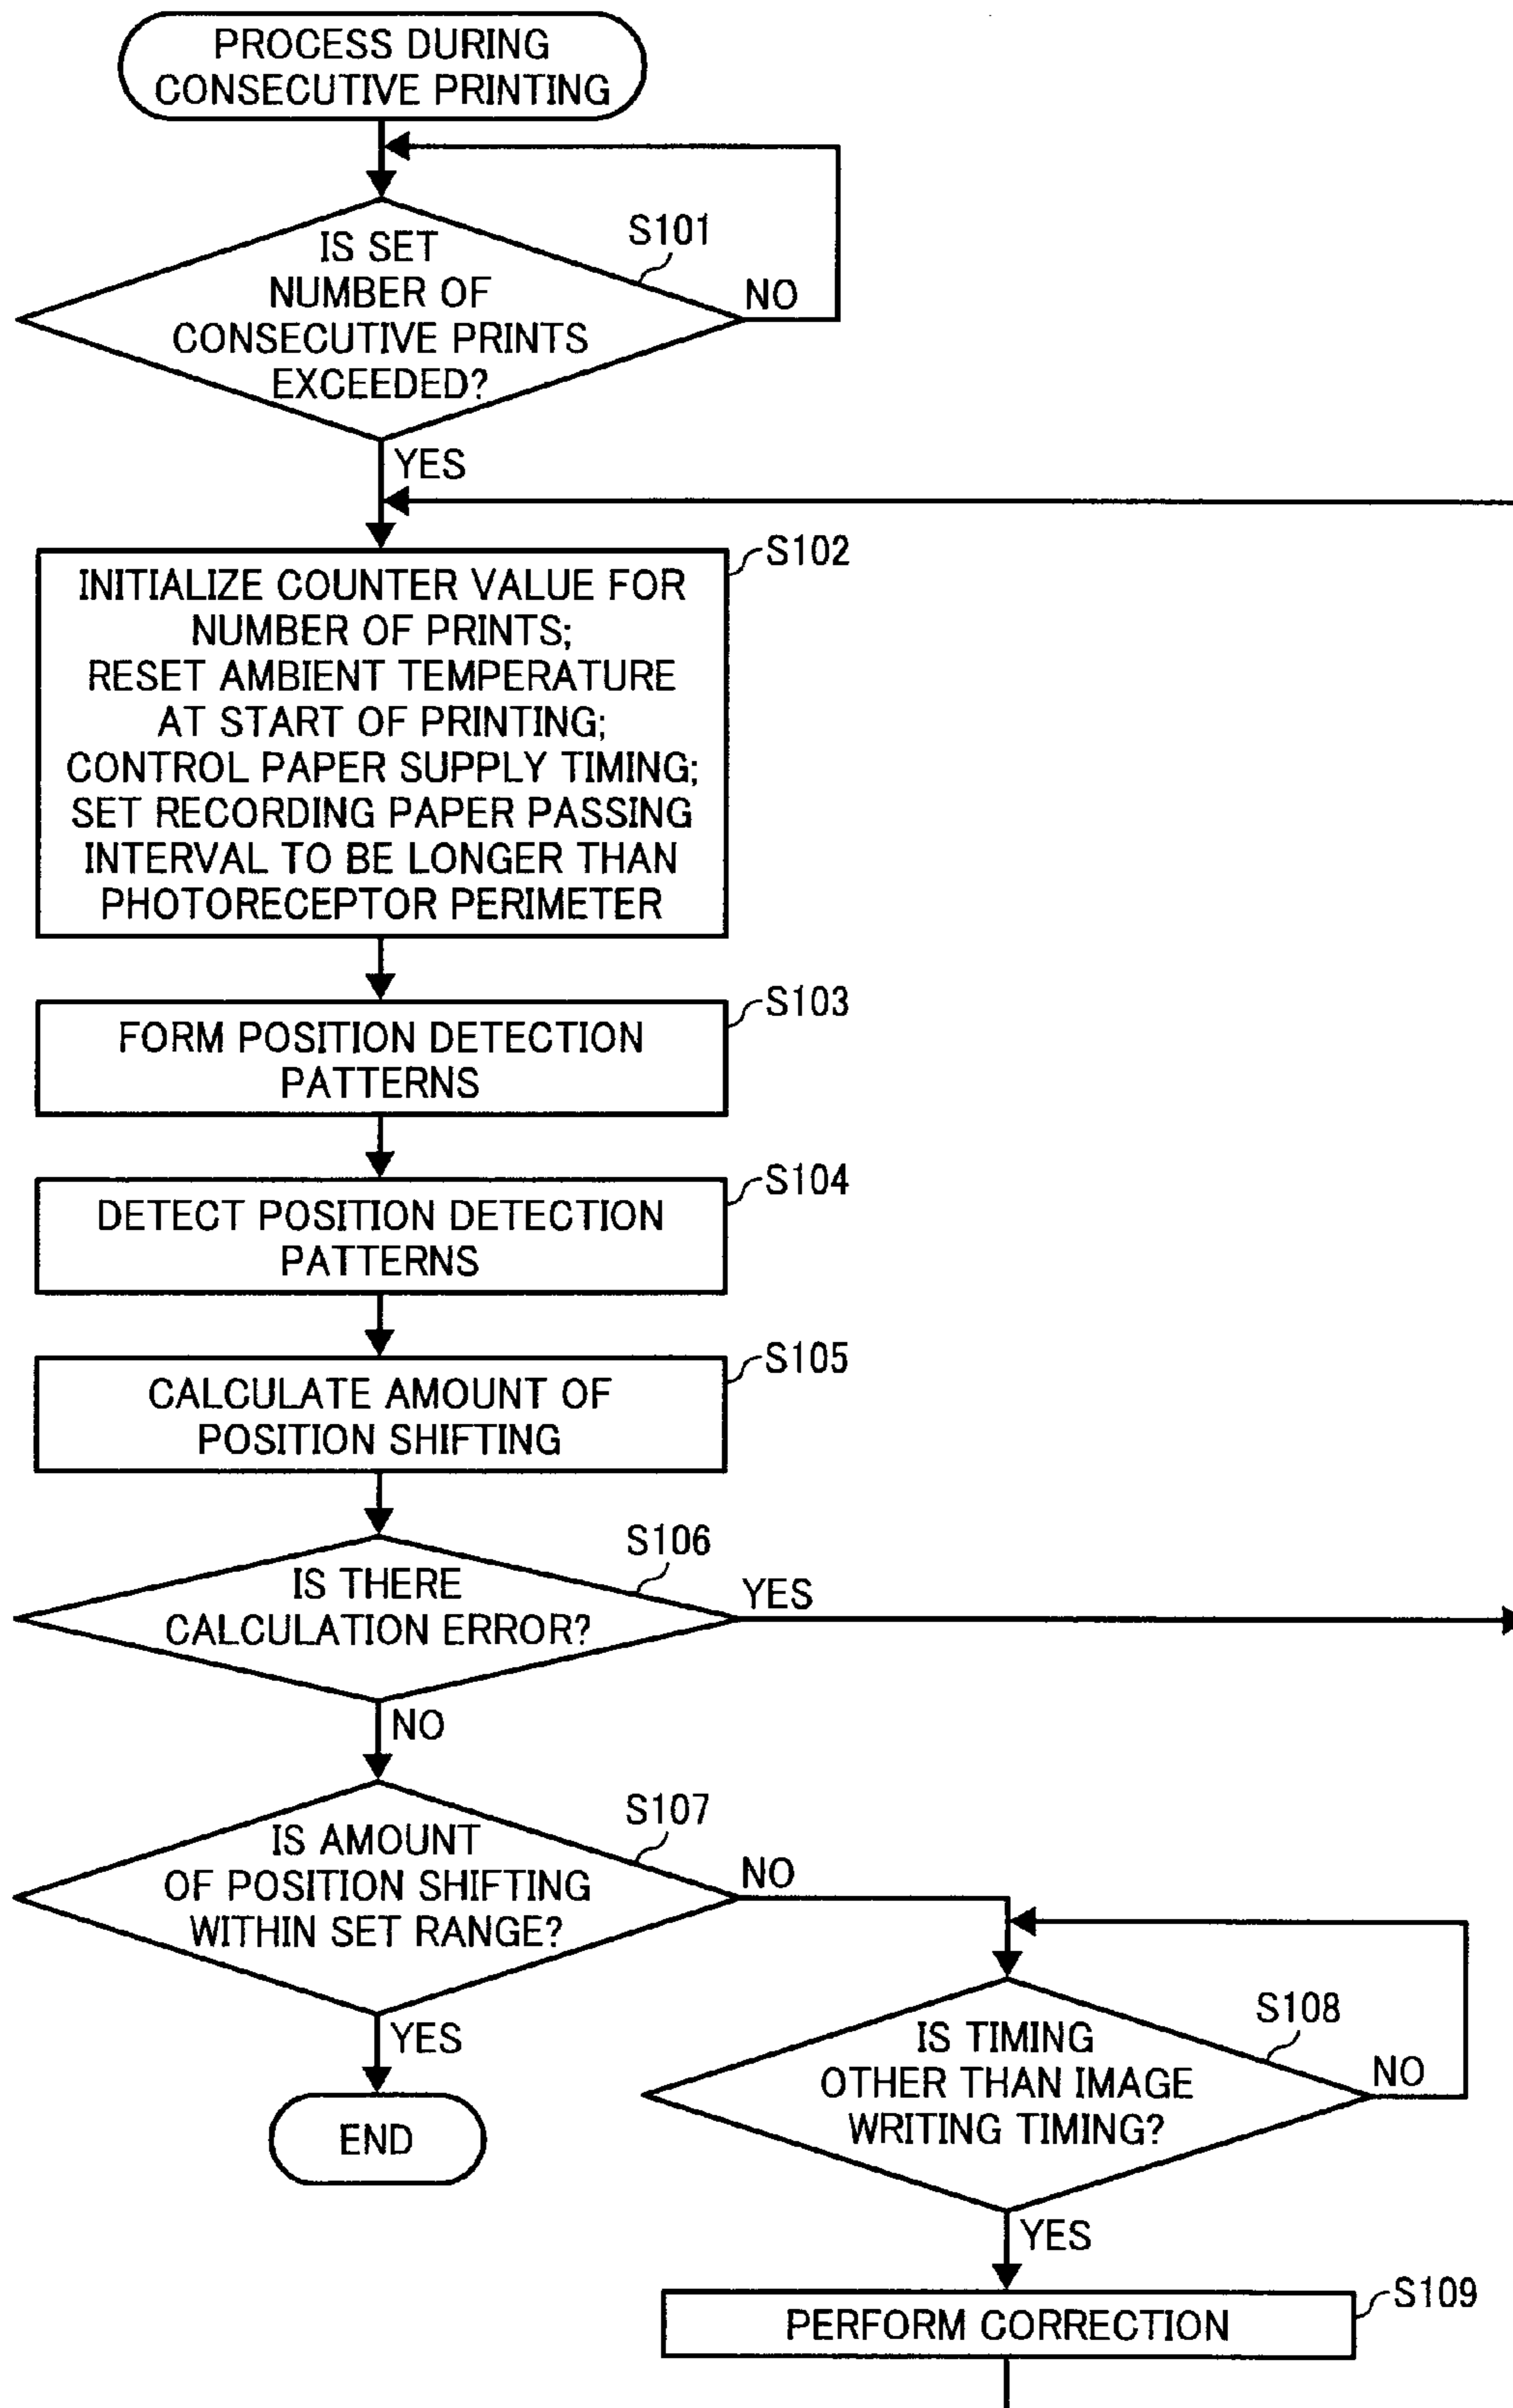 PROCESS DURING
CONSECUTIVE PRINTING
S101
IS SET
NUMBER OF
CONSECUTIVE PRINTS
EXCEEDED?
NO
YES
S102
INITIALIZE COUNTER VALUE FOR
NUMBER OF PRINTS;
RESET AMBIENT TEMPERATURE
AT START OF PRINTING;
CONTROL PAPER SUPPLY TIMING;
SET RECORDING PAPER PASSING
INTERVAL TO BE LONGER THAN
PHOTORECEPTOR PERIMETER
S103
FORM POSITION DETECTION
PATTERNS
S104
DETECT POSITION DETECTION
PATTERNS
S105
CALCULATE AMOUNT OF
POSITION SHIFTING
S106
IS THERE
CALCULATION ERROR?
YES
NO
S107
IS AMOUNT
OF POSITION SHIFTING
WITHIN SET RANGE?
NO
YES
END
S108
IS TIMING
OTHER THAN IMAGE
WRITING TIMING?
NO
YES
S109
PERFORM CORRECTION